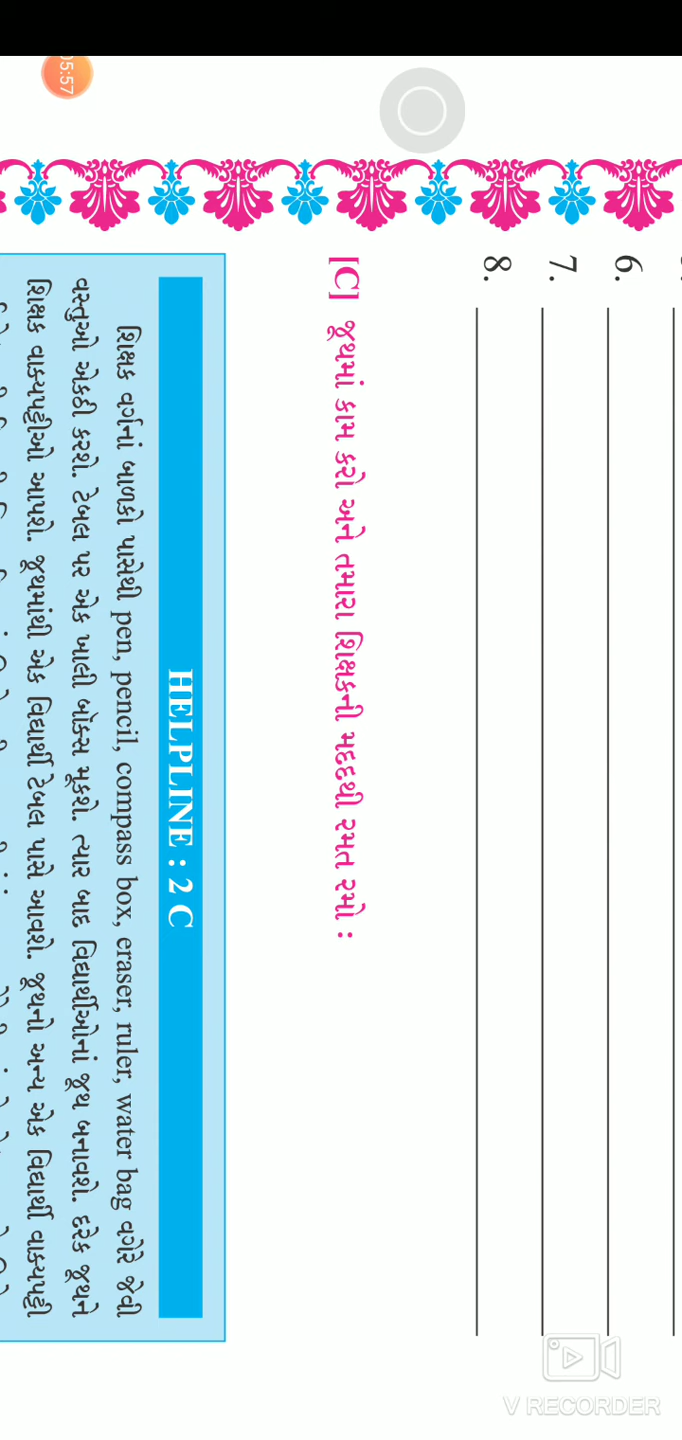 05:57
6.
7.
8.
[C] જૂથમાં કામ કરો અને તમારા શિક્ષકની મદદથી રમત રમો :
HELPLINE : 2 C
શિક્ષક વર્ગનાં બાળકો પાસેથી pen, pencil, compass box, eraser, ruler, water bag વગેરે જેવી
વસ્તુઓ એકઠી કરશે. ટેબલ પર એક ખાલી બોક્સ મૂકશે. ત્યાર બાદ વિદ્યાર્થીઓનાં જૂથ બનાવશે. દરેક જૂથને
શિક્ષક વાક્યપટ્ટીઓ આપશે. જૂથમાંથી એક વિદ્યાર્થી ટેબલ પાસે આવશે. જૂથનો અન્ય એક વિદ્યાર્થી વાક્યપટ્ટી
V RECORDER